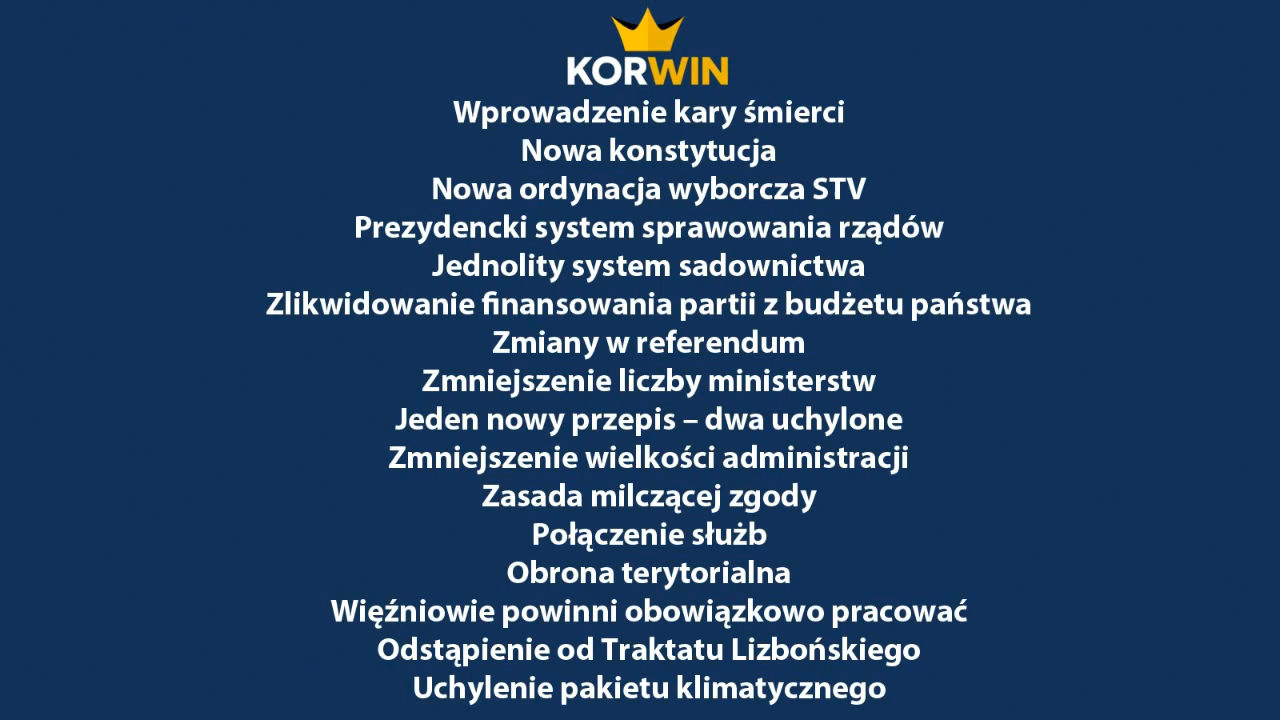 KORWIN
Wprowadzenie kary śmierci
Nowa konstytucja
Nowa ordynacja wyborcza STV
Prezydencki system sprawowania rządów
Jednolity system sadownictwa
Zlikwidowanie finansowania partii z budżetu państwa
Zmiany w referendum
Zmniejszenie liczby ministerstw
Jeden nowy przepis – dwa uchylone
Zmniejszenie wielkości administracji
Zasada milczącej zgody
Połączenie służb
Obrona terytorialna
Więźniowie powinni obowiązkowo pracować
Odstąpienie od Traktatu Lizbońskiego
Uchylenie pakietu klimatycznego